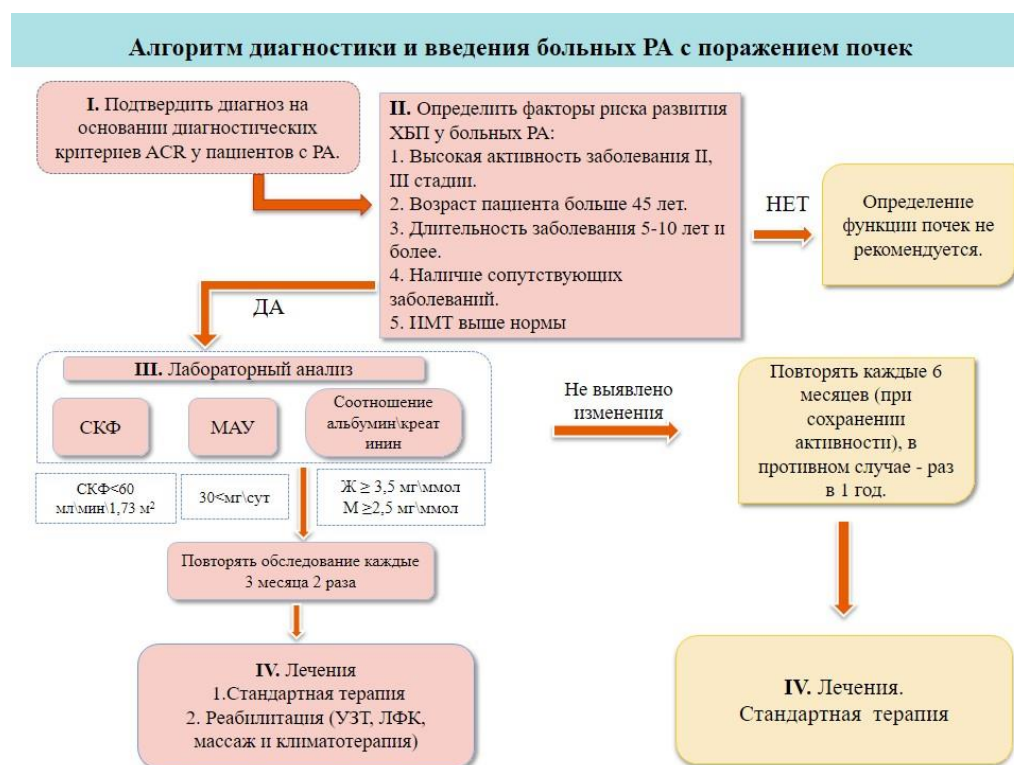 Алгоритм диагностики и введения больных РА с поражением почек
I. Подтвердить диагноз на
основании диагностических
критериев ACR у пациентов с РА.
II. Определить факторы риска развития
ХБП у больных РА:
1. Высокая активность заболевания II,
III стадии.
2. Возраст пациента больше 45 лет.
3. Длительность заболевания 5-10 лет и
более.
4. Наличие сопутствующих
заболеваний.
5. ИМТ выше нормы
НЕТ
Определение
функции почек не
рекомендуется.
ДА
III. Лабораторный анализ
СКФ
МАУ
Соотношение
альбумин\креат
инин
СКФ<60
мл\мин\1,73 м²
30<мг\сут
Ж ≥ 3,5 мг\ммол
М ≥2,5 мг\ммол
Не выявлено
изменения
Повторять каждые 6
месяцев (при
сохранении
активности), в
противном случае - раз
в 1 год.
Повторять обследование каждые
3 месяца 2 раза
IV. Лечения
1.Стандартная терапия
2. Реабилитация (УЗТ, ЛФК,
массаж и климатотерапия)
IV. Лечения.
Стандартная терапия